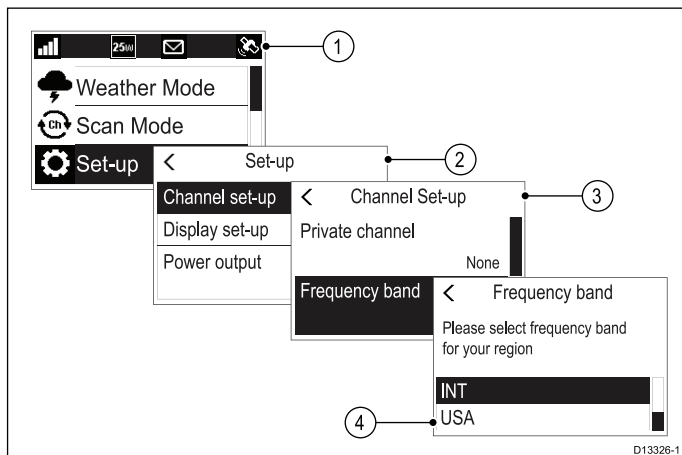 25W
1
Weather Mode
Ch
Scan Mode
Set-up
Set-up
2
Channel set-up
Display set-up
Power output
Channel Set-up
3
Private channel
None
Frequency band
Frequency band
Please select frequency band
for your region
INT
USA
4
D13326-1